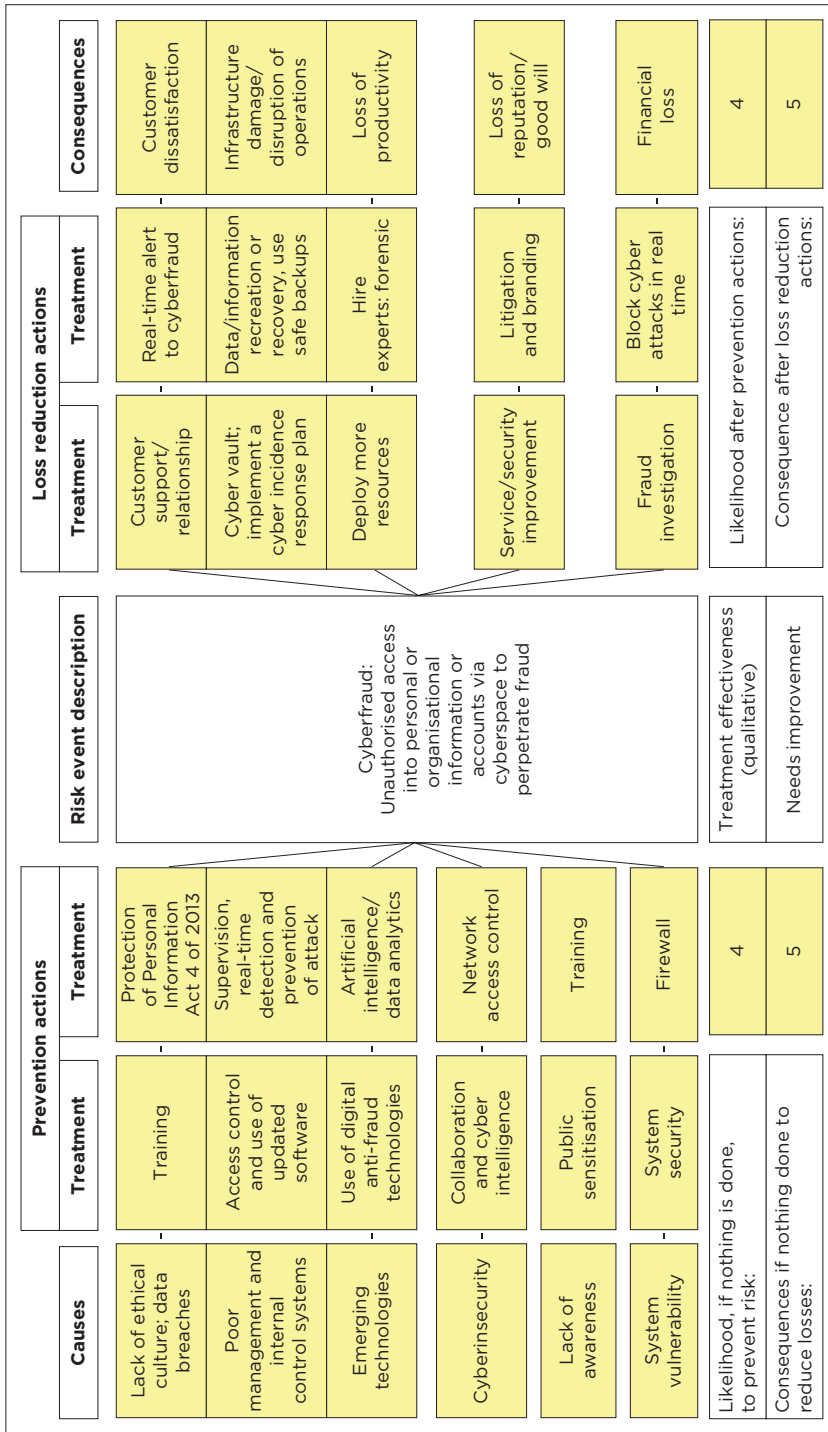 Prevention actions
Loss reduction actions
Causes
Treatment
Treatment
Risk event description
Treatment
Treatment
Consequences
Lack of ethical
culture; data
breaches
Training
Protection
of Personal
Information
Act 4 of 2013
Customer
support/
relationship
Real-time alert
to cyberfraud
Customer
dissatisfaction
Poor
management and
internal
control systems
Access control
and use of
updated
software
Supervision,
real-time
detection and
prevention
of attack
Cyber vault;
implement a
cyber incidence
response plan
Data/information
recreation or
recovery, use
safe backups
Infrastructure
damage/
disruption of
operations
Emerging
technologies
Use of digital
anti-fraud
technologies
Artificial
intelligence/
data analytics
Deploy more
resources
Hire
experts: forensic
Loss of
productivity
Cyberfraud:
Unauthorised access
into personal or
organisational
information or
accounts via
cyberspace to
perpetrate fraud
Cyberinsecurity
Collaboration
and cyber
intelligence
Network
access control
Service/security
improvement
Litigation
and branding
Loss of
reputation/
good will
Lack of
awareness
Public
sensitisation
Training
System
vulnerability
System
security
Firewall
Fraud
investigation
Block cyber
attacks in real
time
Financial
loss
Likelihood, if nothing is done,
to prevent risk:
4
Treatment effectiveness
(qualitative)
Likelihood after prevention actions:
4
Consequences if nothing done to
reduce losses:
5
Needs improvement
Consequence after loss reduction
actions:
5